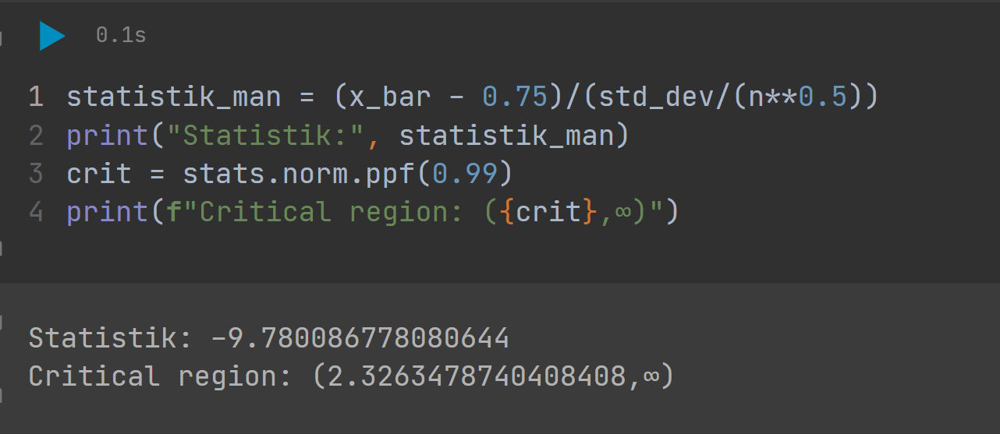 0.1s
1 statistik_man = (x_bar - 0.75)/(std_dev/(n**0.5))
2 print("Statistik:", statistik_man)
3 crit = stats.norm.ppf(0.99)
4 print(f"Critical region: ({crit},∞)")
Statistik: -9.780086778080644
Critical region: (2.3263478740408408,∞)